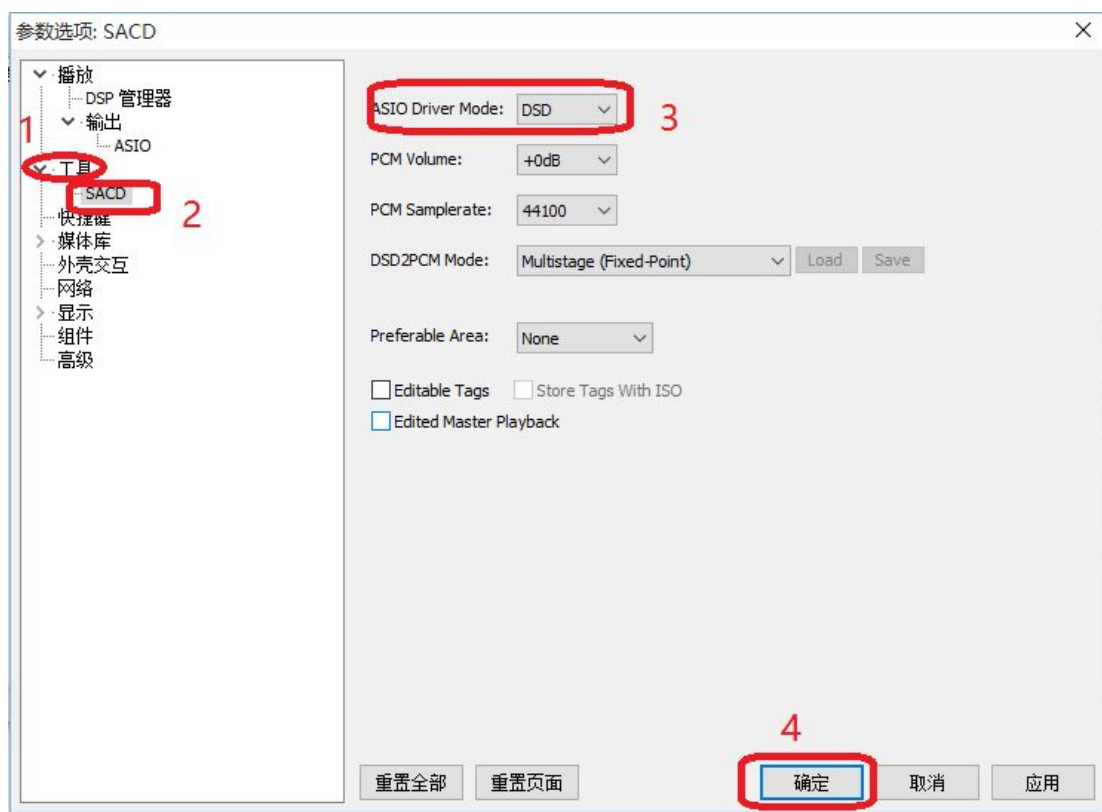 参数选项: SACD
播放
DSP 管理器
输出
ASIO
工具
SACD
快捷键
媒体库
外壳交互
网络
显示
组件
高级
1
2
ASIO Driver Mode: DSD
3
PCM Volume: +0dB
PCM Samplerate: 44100
DSD2PCM Mode: Multistage (Fixed-Point) Load Save
Preferable Area: None
Editable Tags Store Tags With ISO
Edited Master Playback
4
重置全部 重置页面 确定 取消 应用